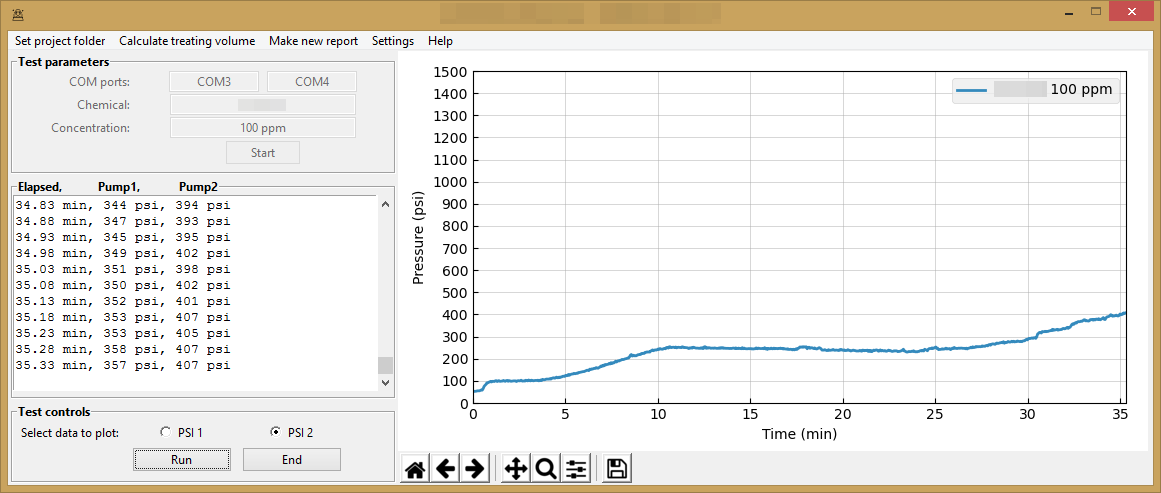 Set project folder Calculate treating volume Make new report Settings Help
Test parameters
COM ports: COM3 COM4
Chemical:
Concentration: 100 ppm
Start
Elapsed, Pump1, Pump2
34.83 min, 344 psi, 394 psi
34.88 min, 347 psi, 393 psi
34.93 min, 345 psi, 395 psi
34.98 min, 349 psi, 402 psi
35.03 min, 351 psi, 398 psi
35.08 min, 350 psi, 402 psi
35.13 min, 352 psi, 401 psi
35.18 min, 353 psi, 407 psi
35.23 min, 353 psi, 405 psi
35.28 min, 358 psi, 407 psi
35.33 min, 357 psi, 407 psi
Test controls
Select data to plot: PSI 1 PSI 2
Run End
100 ppm
Pressure (psi)
1500
1400
1300
1200
1100
1000
900
800
700
600
500
400
300
200
100
0
0 5 10 15 20 25 30 35
Time (min)